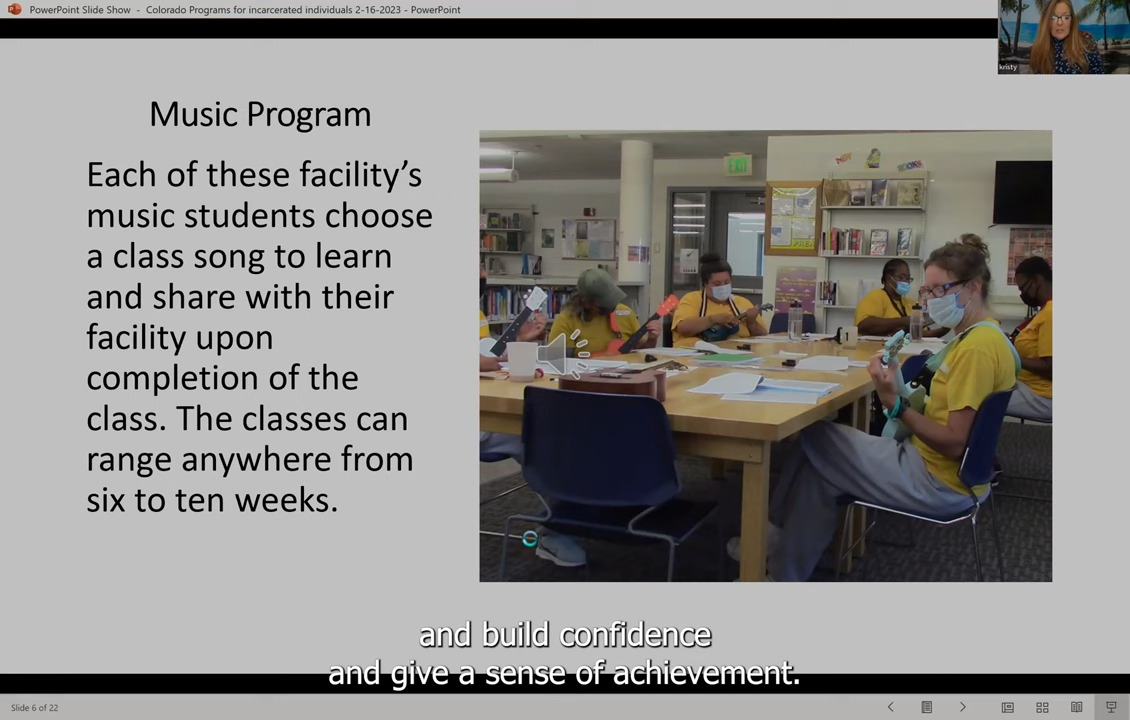 PowerPoint Slide Show - Colorado Programs for incarcerated individuals 2-16-2023 - PowerPoint
kristy
Music Program
Each of these facility's
music students choose
a class song to learn
and share with their
facility upon
completion of the
class. The classes can
range anywhere from
six to ten weeks.
EXIT
and build confidence
and give a sense of achievement.
Slide 6 of 22